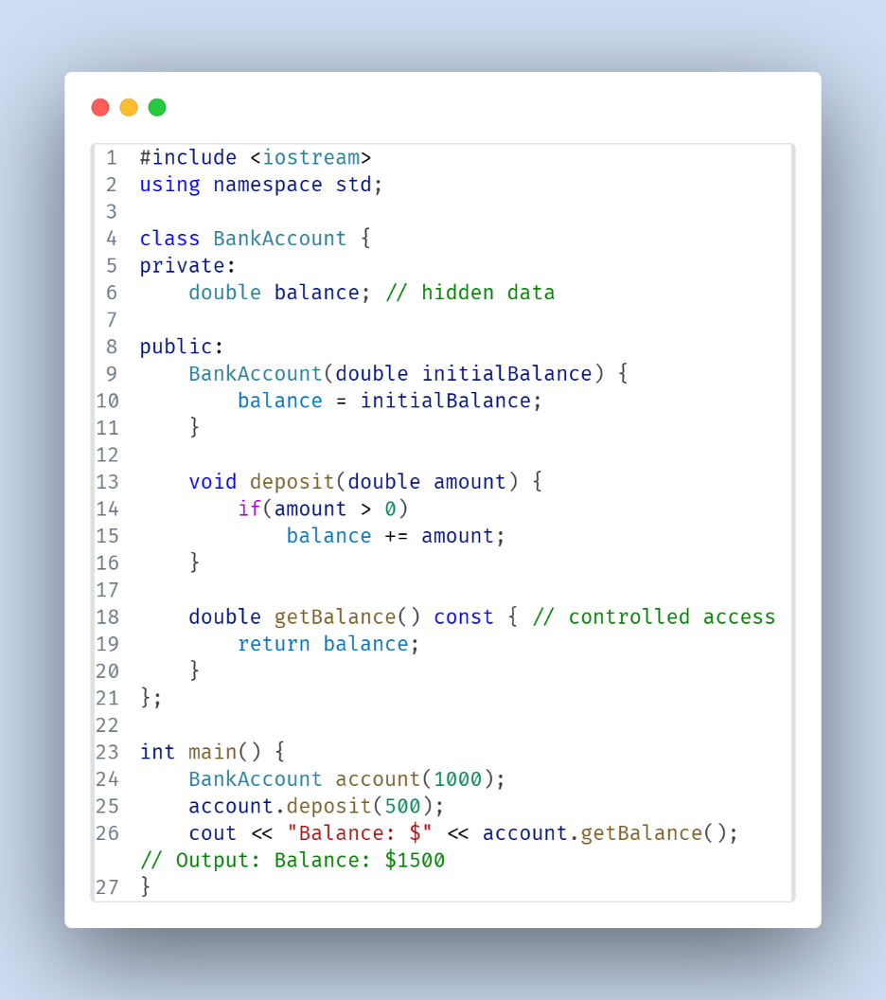 1 #include <iostream>
2 using namespace std;
3
4 class BankAccount {
5 private:
6     double balance; // hidden data
7
8 public:
9     BankAccount(double initialBalance) {
10         balance = initialBalance;
11     }
12
13     void deposit(double amount) {
14         if(amount > 0)
15             balance += amount;
16     }
17
18     double getBalance() const { // controlled access
19         return balance;
20     }
21 };
22
23 int main() {
24     BankAccount account(1000);
25     account.deposit(500);
26     cout << "Balance: $" << account.getBalance();
// Output: Balance: $1500
27 }